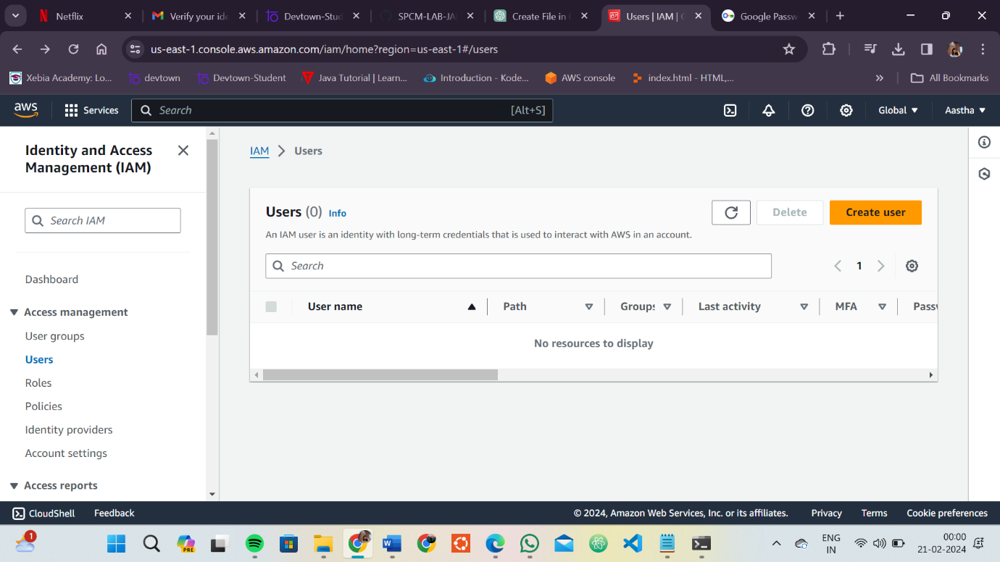 Netflix
Verify your ide
Devtown-Stud
SPCM-LAB-JA
Create File in
Users | IAM |
Google Passw
us-east-1.console.aws.amazon.com/iam/home?region=us-east-1#/users
Xebia Academy: Lo...
devtown
Devtown-Student
Java Tutorial | Learn...
Introduction - Kode...
AWS console
index.html - HTML,...
All Bookmarks
aws
Services
Search
[Alt+S]
Global
Aastha
Identity and Access
Management (IAM)
Search IAM
Dashboard
Access management
User groups
Users
Roles
Policies
Identity providers
Account settings
Access reports
IAM
Users
Users (0) Info
Delete
Create user
An IAM user is an identity with long-term credentials that is used to interact with AWS in an account.
Search
1
User name
Path
Groups
Last activity
MFA
Passw
No resources to display
CloudShell
Feedback
© 2024, Amazon Web Services, Inc. or its affiliates.
Privacy
Terms
Cookie preferences
1
PRE
ENG
IN
00:00
21-02-2024